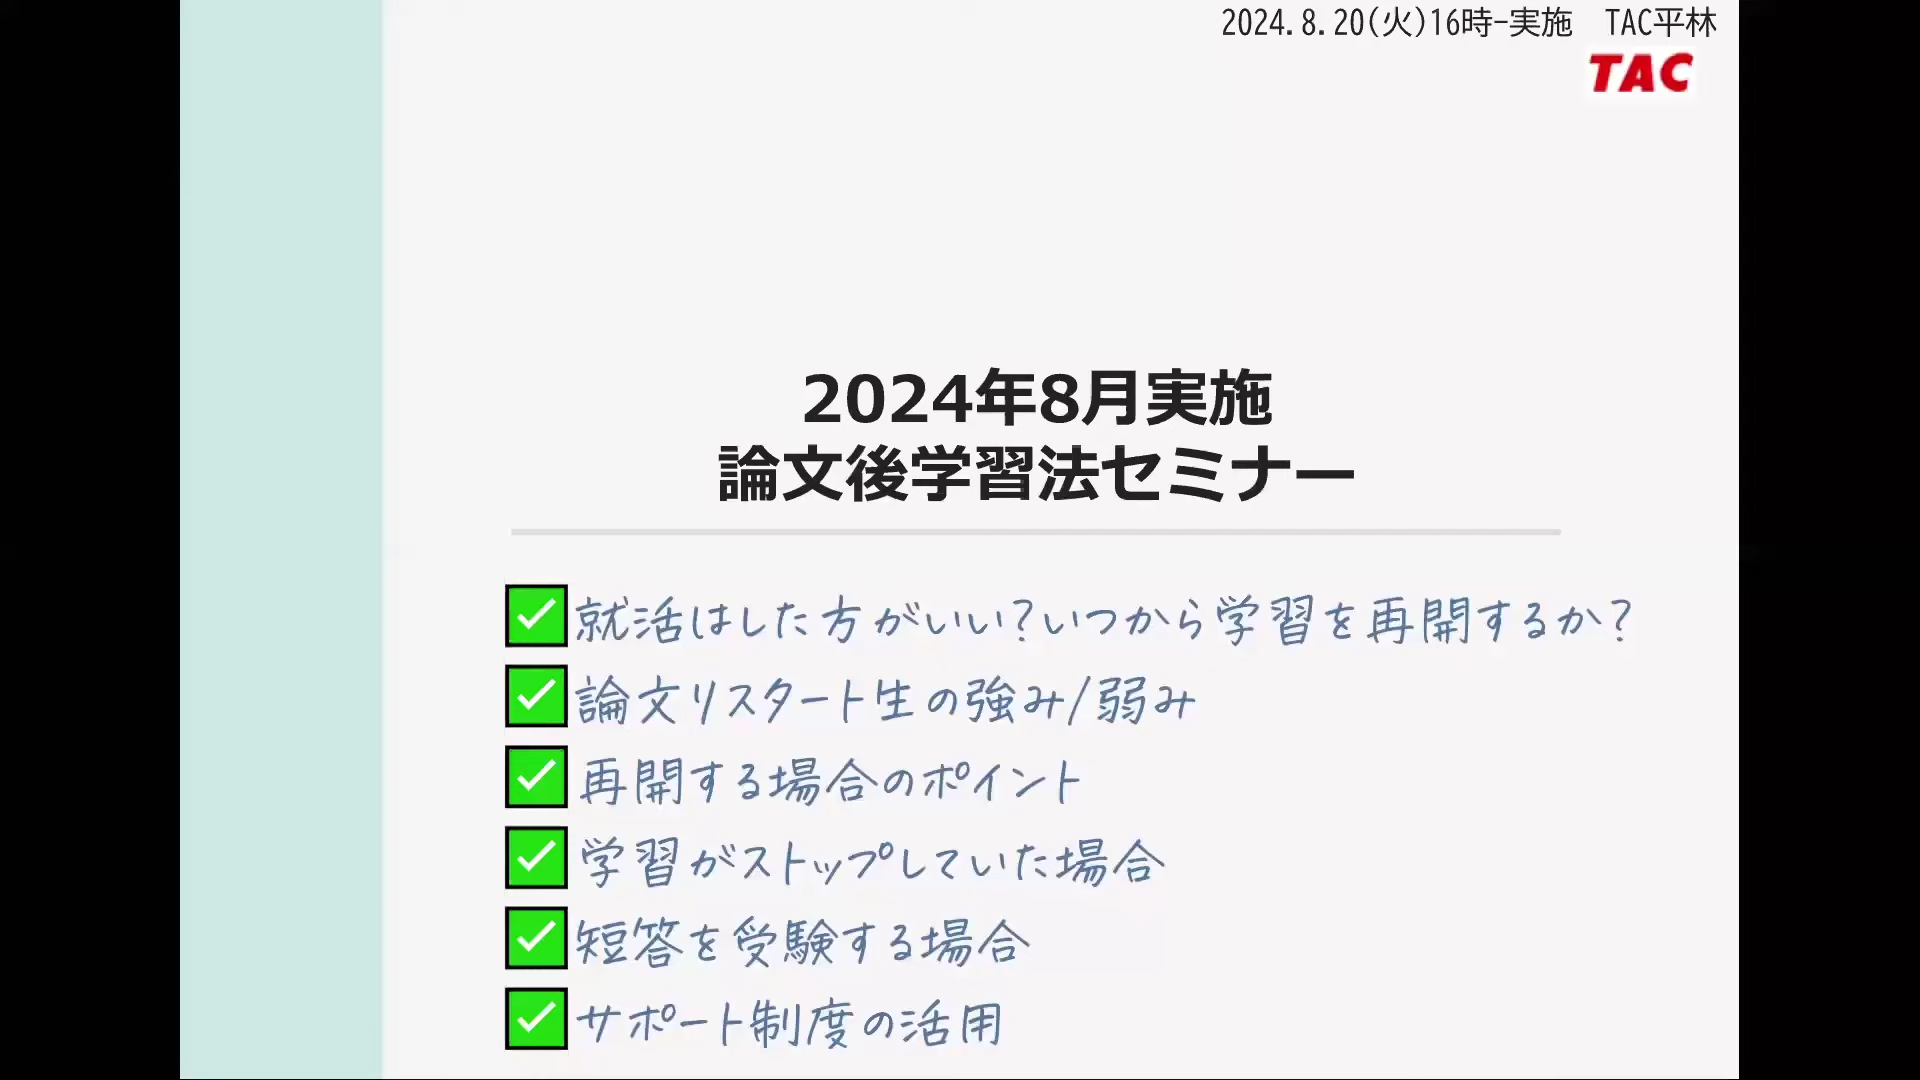 2024.8.20(火)16時-実施　TAC平林
TAC
2024年8月実施
論文後学習法セミナー
就活はした方がいい?いつから学習を再開するか?
論文リスタート生の強み/弱み
再開する場合のポイント
学習がストップしていた場合
短答を受験する場合
サポート制度の活用